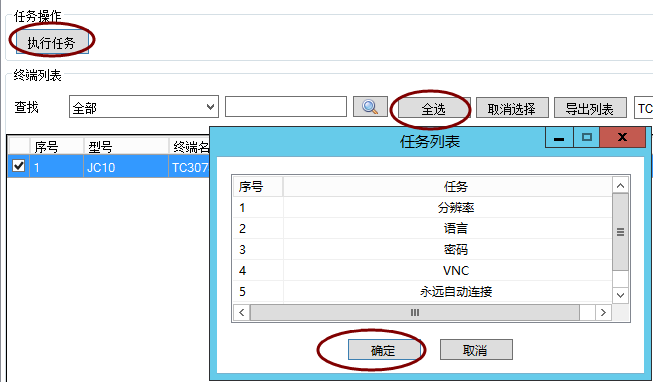 任务操作
执行任务
终端列表
查找 全部 全选 取消选择 导出列表 TC
序号 型号 终端名
1 JC10 TC307
任务列表
序号 任务
1 分辨率
2 语言
3 密码
4 VNC
5 永远自动连接
确定 取消